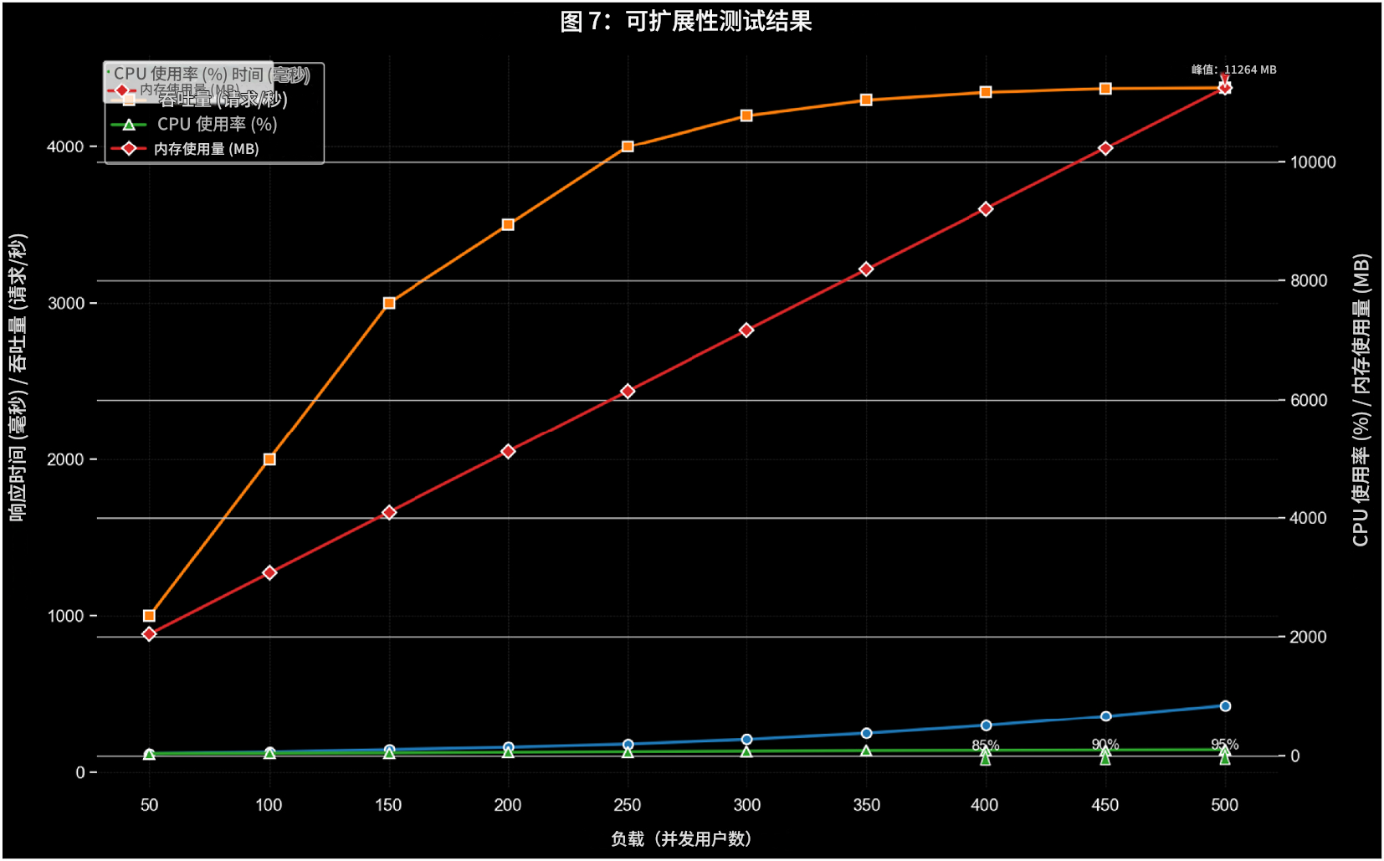 图 7：可扩展性测试结果
峰值：11264 MB
CPU 使用率 (%) 时间 (毫秒)
内存使用量 (MB)
吞吐量 (请求/秒)
CPU 使用率 (%)
内存使用量 (MB)
4000
3000
2000
1000
0
响应时间 (毫秒) / 吞吐量 (请求/秒)
10000
8000
6000
4000
2000
0
CPU 使用率 (%) / 内存使用量 (MB)
85%
90%
95%
50
100
150
200
250
300
350
400
450
500
负载（并发用户数）